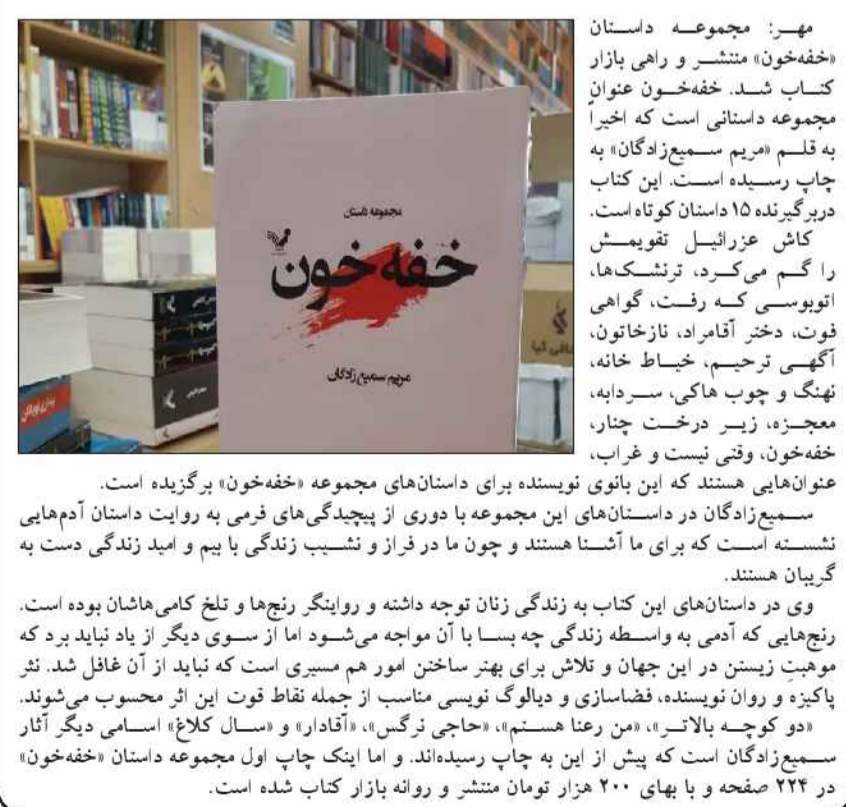 مهر: مجموعه داستان
«خفه‌خون» منتشر و راهی بازار
کتاب شد. خفه‌خون عنوان
مجموعه داستانی است که اخیراً
به قلم «مریم سمیع‌زادگان» به
چاپ رسیده است. این کتاب
دربرگیرنده ۱۵ داستان کوتاه است.
کاش عزرائیل تقویمش
را گم می‌کرد، ترنشک‌ها،
اتوبوسی که رفت، گواهی
فوت، دختر آقامراد، نازخاتون،
آگهی ترحیم، خیاط خانه،
نهنگ و چوب هاکی، سردابه،
معجزه، زیر درخت چنار،
خفه‌خون، وقتی نیست و غراب،
عنوان‌هایی هستند که این بانوی نویسنده برای داستان‌های مجموعه «خفه‌خون» برگزیده است.
سمیع‌زادگان در داستان‌های این مجموعه با دوری از پیچیدگی‌های فرمی به روایت داستان آدم‌هایی
نشسته است که برای ما آشنا هستند و چون ما در فراز و نشیب زندگی با بیم و امید زندگی دست به
گریبان هستند.
وی در داستان‌های این کتاب به زندگی زنان توجه داشته و روایتگر رنج‌ها و تلخ کامی‌هاشان بوده است.
رنج‌هایی که آدمی به واسطه زندگی چه بسا با آن مواجه می‌شود اما از سوی دیگر از یاد نباید برد که
موهبتِ زیستن در این جهان و تلاش برای بهتر ساختن امور هم مسیری است که نباید از آن غافل شد. نثر
پاکیزه و روان نویسنده، فضاسازی و دیالوگ نویسی مناسب از جمله نقاط قوت این اثر محسوب می‌شوند.
«دو کوچه بالاتر»، «من رعنا هستم»، «حاجی نرگس»، «آقادار» و «سال کلاغ» اسامی دیگر آثار
سمیع‌زادگان است که پیش از این به چاپ رسیده‌اند. و اما اینک چاپ اول مجموعه داستان «خفه‌خون»
در ۲۲۴ صفحه و با بهای ۲۰۰ هزار تومان منتشر و روانه بازار کتاب شده است.
مجموعه داستان
خفه‌خون
مریم سمیع‌زادگان